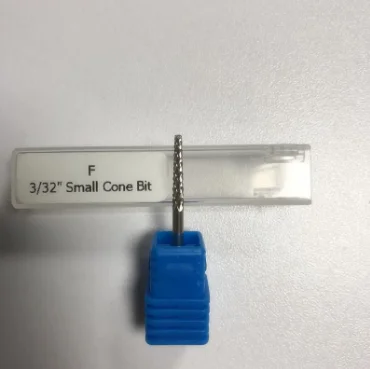 F
3/32" Small Cone Bit